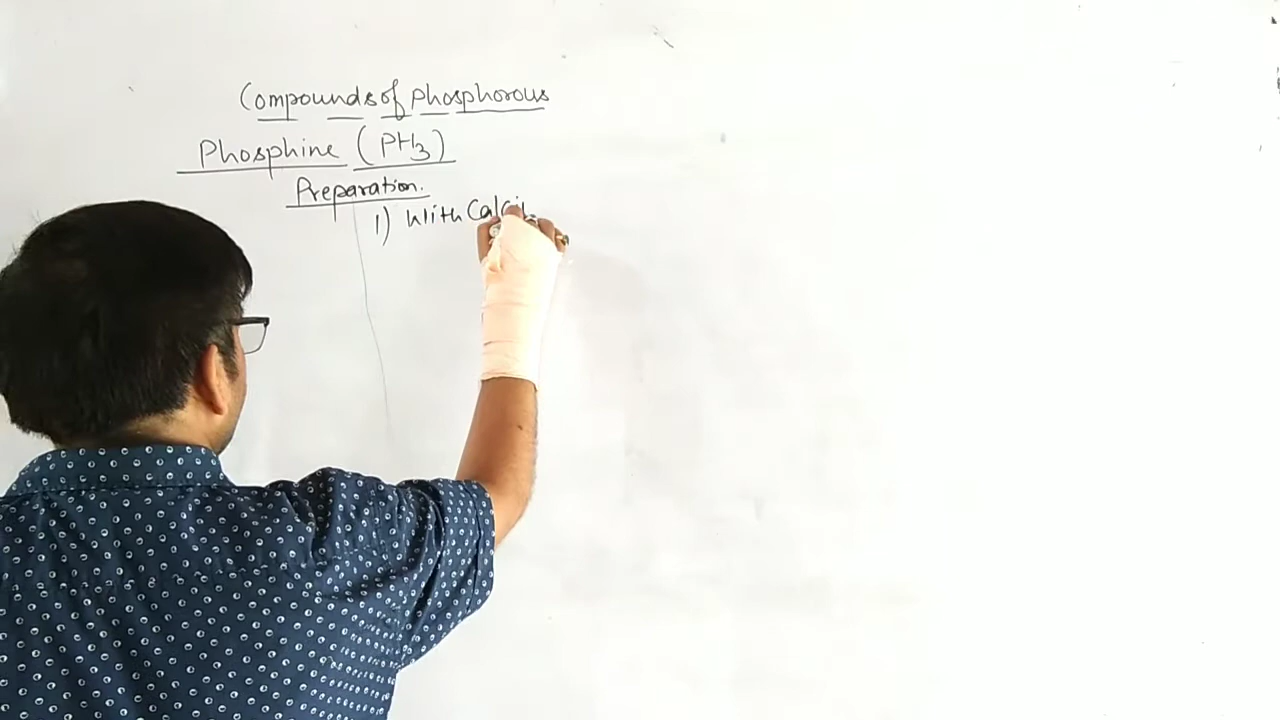 Compounds of phosphorous
Phosphine (PH3)
Preparation.
1) With Calci